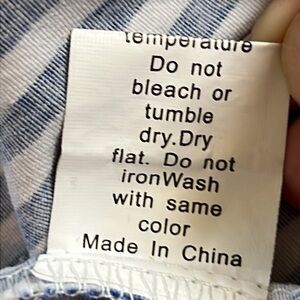 temperature
Do not
bleach or
tumble
dry.Dry
flat. Do not
ironWash
with same
color
Made In China